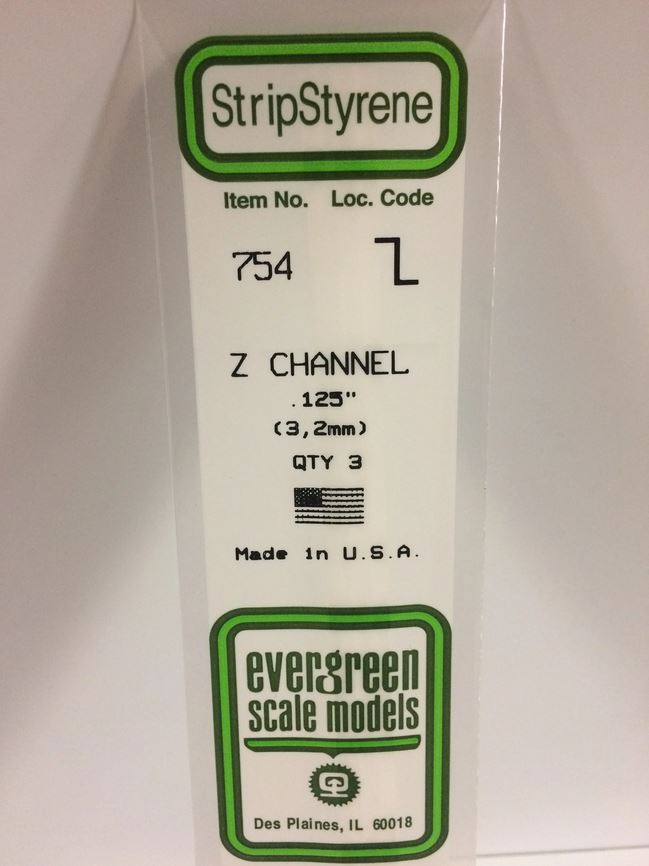 StripStyrene
Item No. Loc. Code
754
Z CHANNEL
.125"
(3,2mm)
QTY 3
Made in U.S.A.
evergreen
scale models
Des Plaines, IL 60018